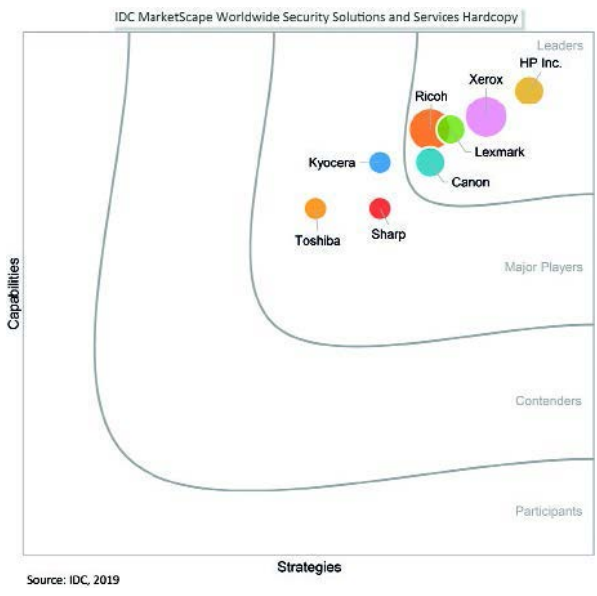 IDC MarketScape Worldwide Security Solutions and Services Hardcopy
Leaders
HP Inc.
Xerox
Ricoh
Lexmark
Kyocera
Canon
Toshiba
Sharp
Major Players
Capabilities
Contenders
Participants
Strategies
Source: IDC, 2019